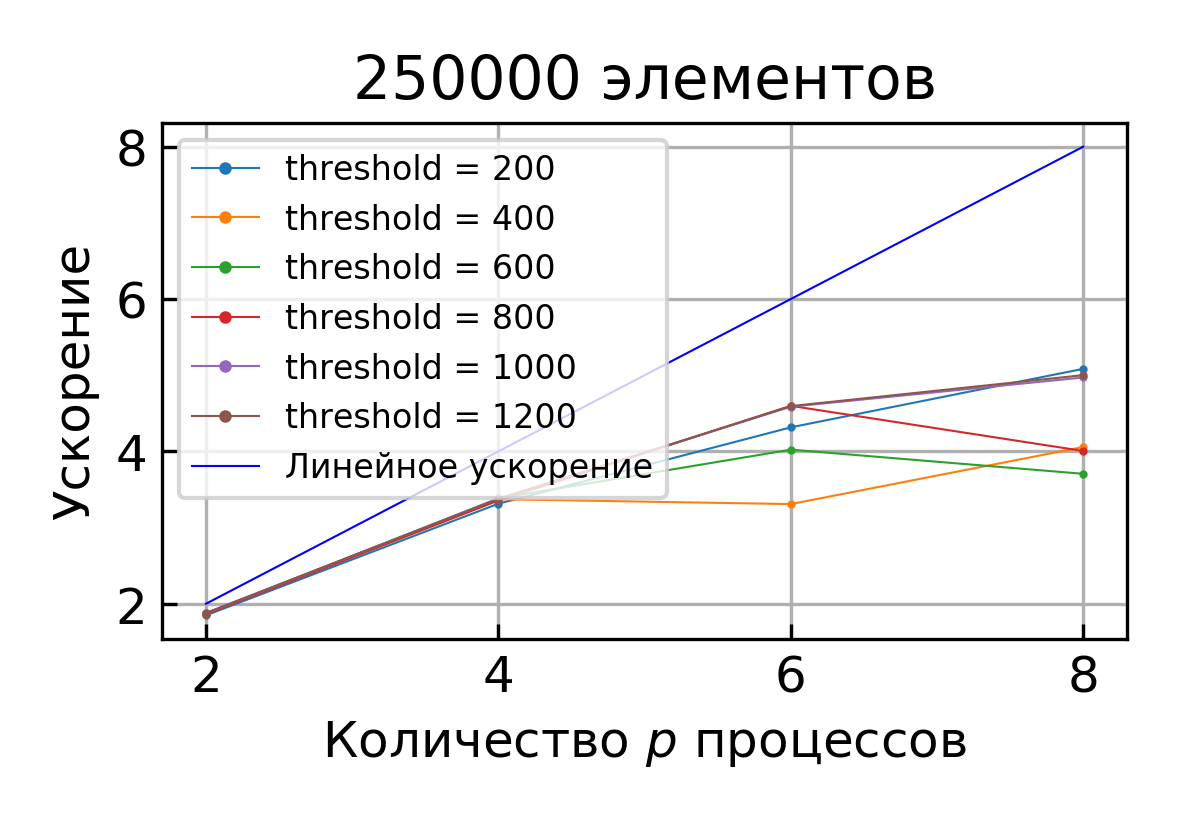 250000 элементов
8
6
4
2
Ускорение
threshold = 200
threshold = 400
threshold = 600
threshold = 800
threshold = 1000
threshold = 1200
Линейное ускорение
2 4 6 8
Количество p процессов